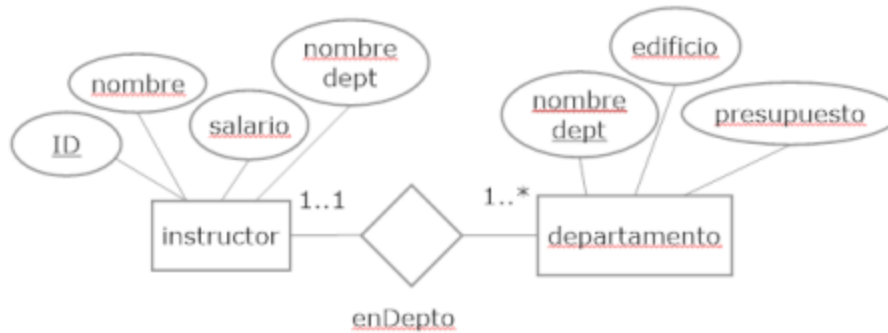 nombre
dept
edificio
nombre
nombre
dept
presupuesto
salario
ID
1..1
1..*
instructor
departamento
enDepto